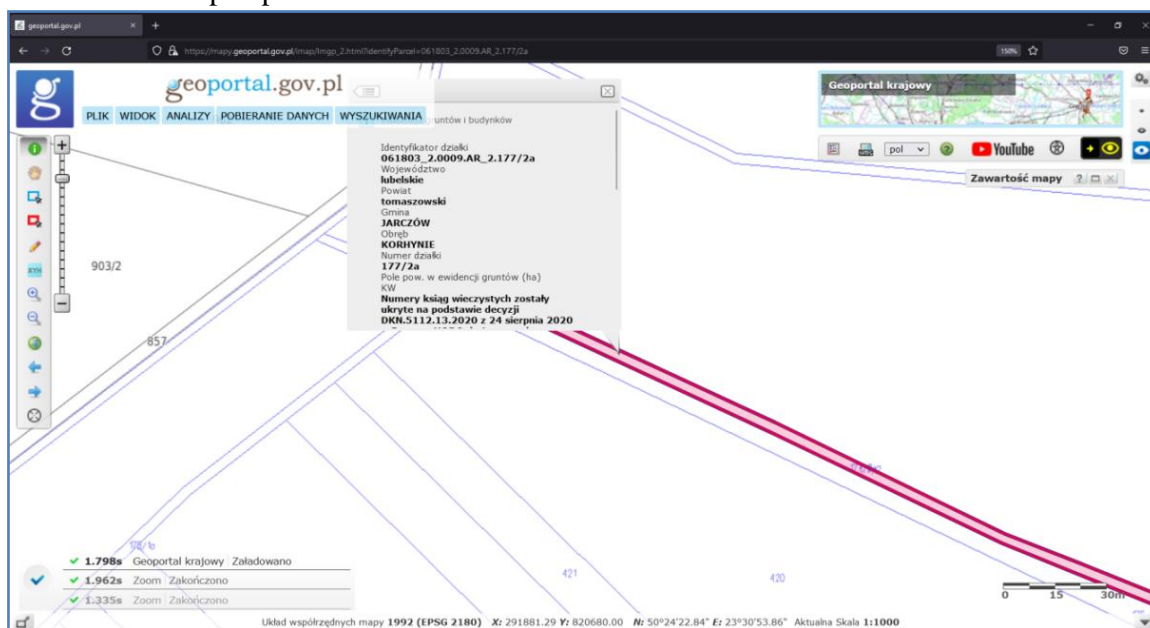 geoportal.gov.pl
https://mapy.geoportal.gov.pl/imap/Imgp_2.html?identifyParcel=061803_2.0009.AR_2.177/2a
150%
geoportal.gov.pl
PLIK WIDOK ANALIZY POBIERANIE DANYCH WYSZUKIWANIA
gruntów i budynków
Identyfikator działki
061803_2.0009.AR_2.177/2a
Województwo
lubelskie
Powiat
tomaszowski
Gmina
JARCZÓW
Obręb
KORHYNIE
Numer działki
177/2a
Pole pow. w ewidencji gruntów (ha)
KW
Numery ksiąg wieczystych zostały
ukryte na podstawie decyzji
DKN.5112.13.2020 z 24 sierpnia 2020
Geoportal krajowy
pol
YouTube
Zawartość mapy
XYH
903/2
857
421
420
1.798s Geoportal krajowy Załadowano
1.962s Zoom Zakończono
1.335s Zoom Zakończono
0 15 30m
Układ współrzędnych mapy 1992 (EPSG 2180) X: 291881.29 Y: 820680.00 N: 50°24'22.84" E: 23°30'53.86" Aktualna Skala 1:1000